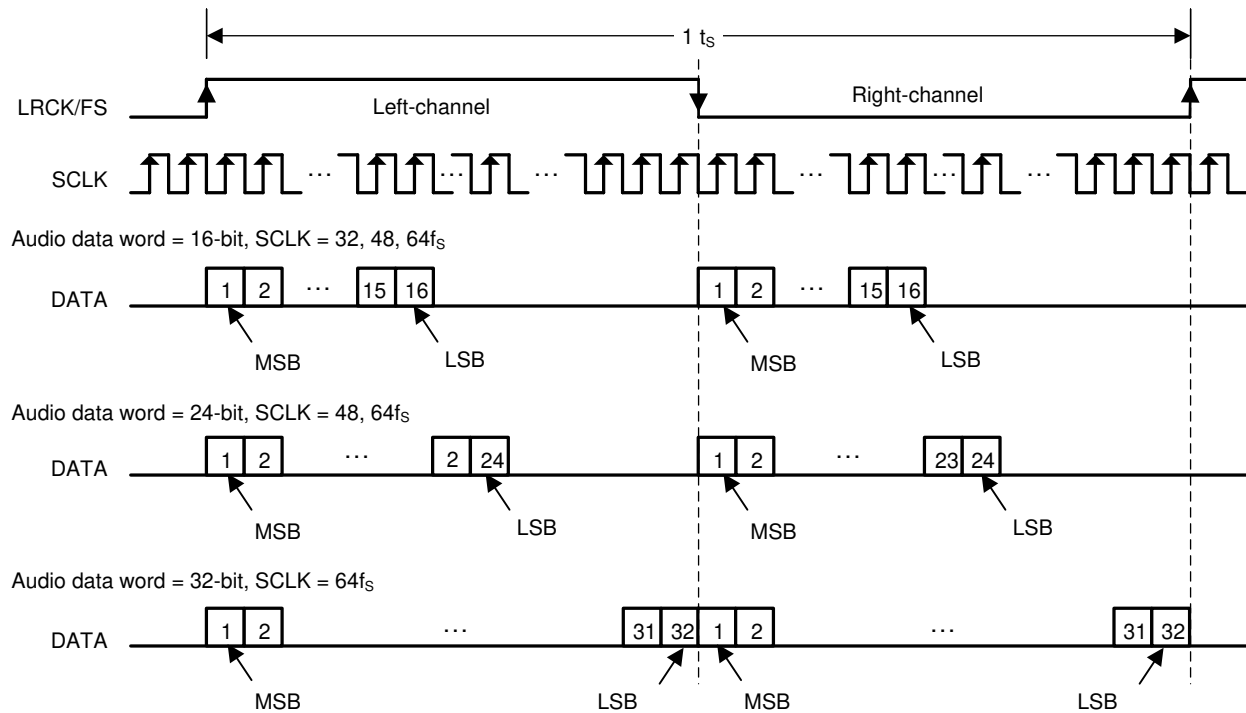 1 tS
LRCK/FS
Left-channel
Right-channel
SCLK
... ... ... ... ... ...
Audio data word = 16-bit, SCLK = 32, 48, 64fS
DATA
1 2 ... 15 16 1 2 ... 15 16
MSB LSB MSB LSB
Audio data word = 24-bit, SCLK = 48, 64fS
DATA
1 2 ... 2 24 1 2 ... 23 24
MSB LSB MSB LSB
Audio data word = 32-bit, SCLK = 64fS
DATA
1 2 ... 31 32 1 2 ... 31 32
MSB LSB MSB LSB